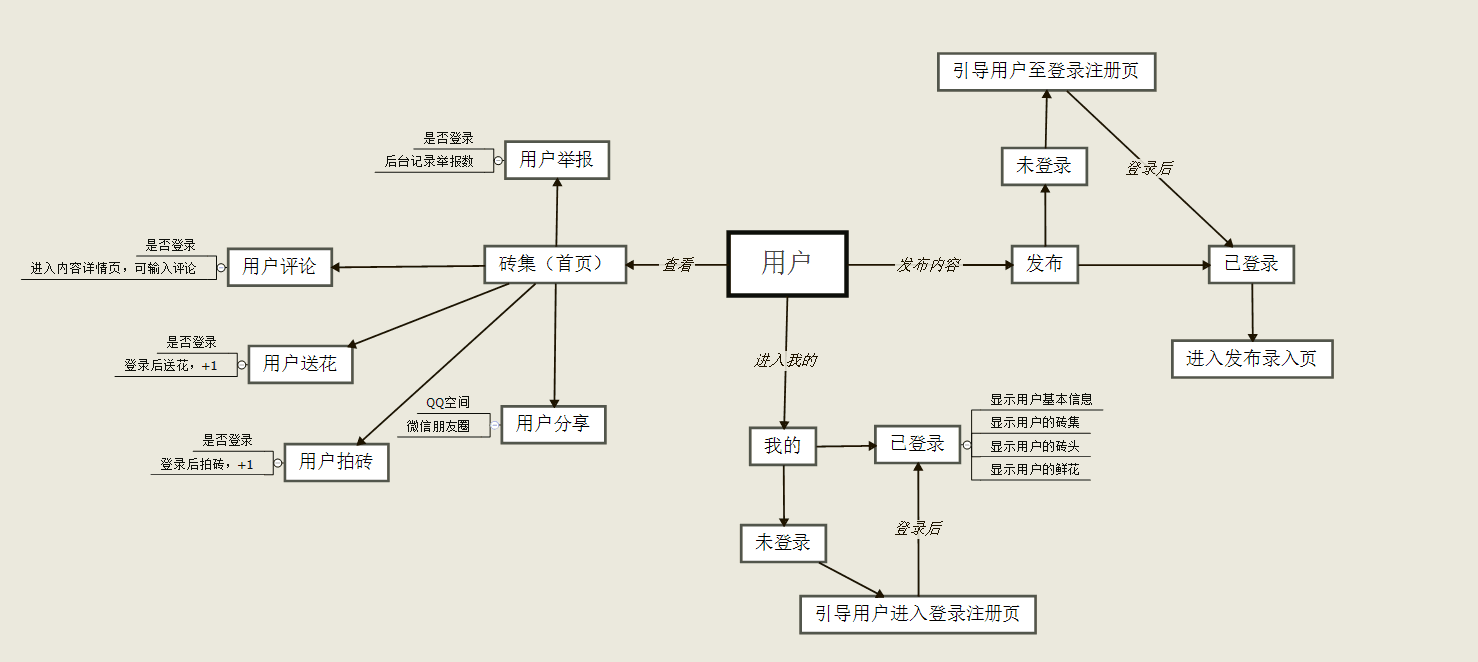 引导用户至登录注册页
是否登录
后台记录举报数
用户举报
未登录
登录后
是否登录
进入内容详情页，可输入评论
用户评论
砖集（首页）
查看
用户
发布内容
发布
已登录
是否登录
登录后送花，+1
用户送花
进入我的
进入发布录入页
QQ空间
微信朋友圈
用户分享
是否登录
登录后拍砖，+1
用户拍砖
我的
已登录
显示用户基本信息
显示用户的砖集
显示用户的砖头
显示用户的鲜花
未登录
登录后
引导用户进入登录注册页